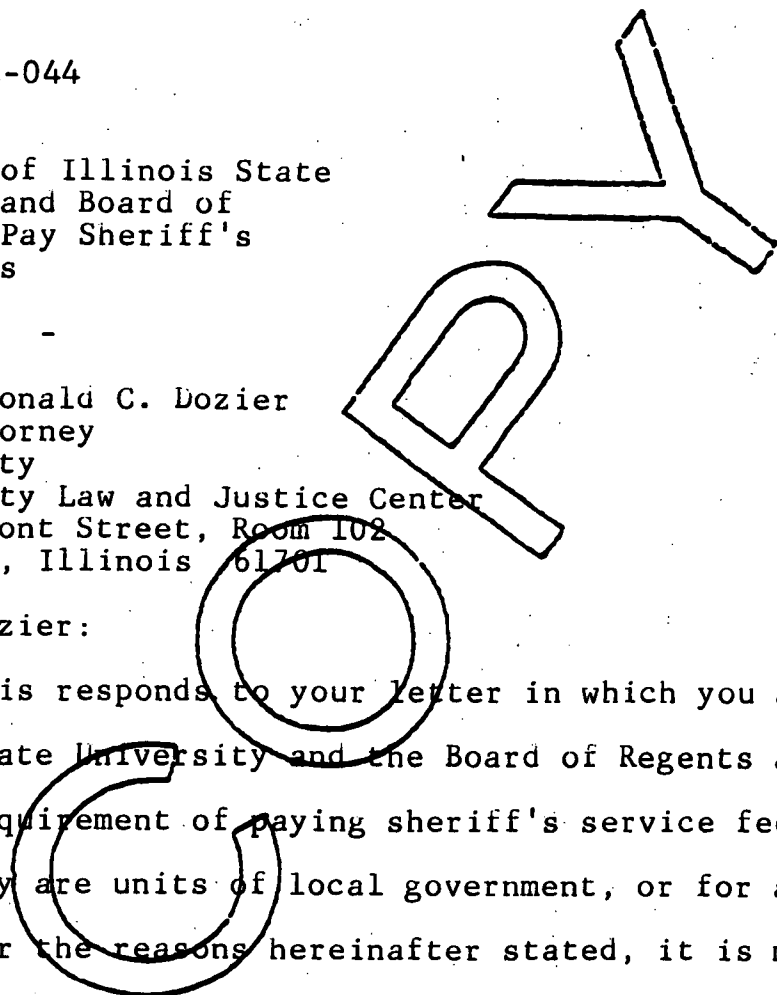 -044
of Illinois State
and Board of
Pay Sheriff's
s
-
onald C. Dozier
orney
ty
ty Law and Justice Center
ont Street, Room 102
, Illinois 61701
zier:
is responds to your letter in which you
ate University and the Board of Regents a
quirement of paying sheriff's service fee
y are units of local government, or for a
r the reasons hereinafter stated, it is m
COPY